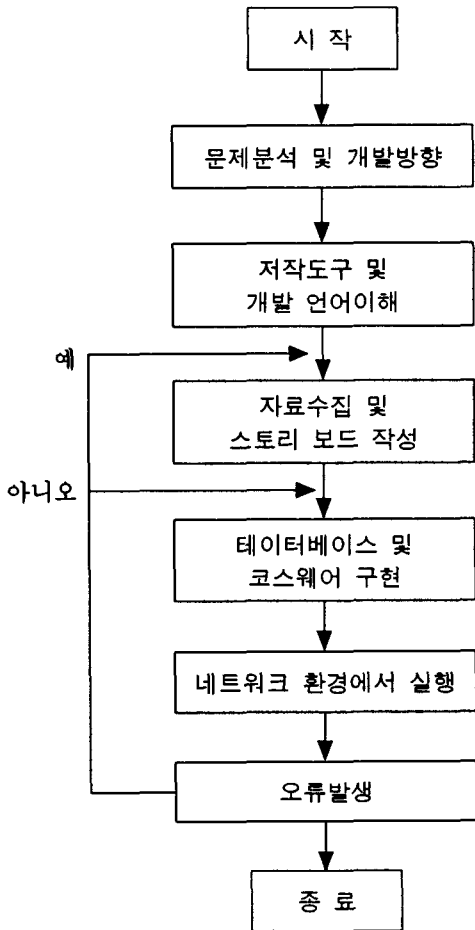 시 작
문제분석 및 개발방향
저작도구 및
개발 언어이해
예
자료수집 및
스토리 보드 작성
아니오
테이터베이스 및
코스웨어 구현
네트워크 환경에서 실행
오류발생
종 료